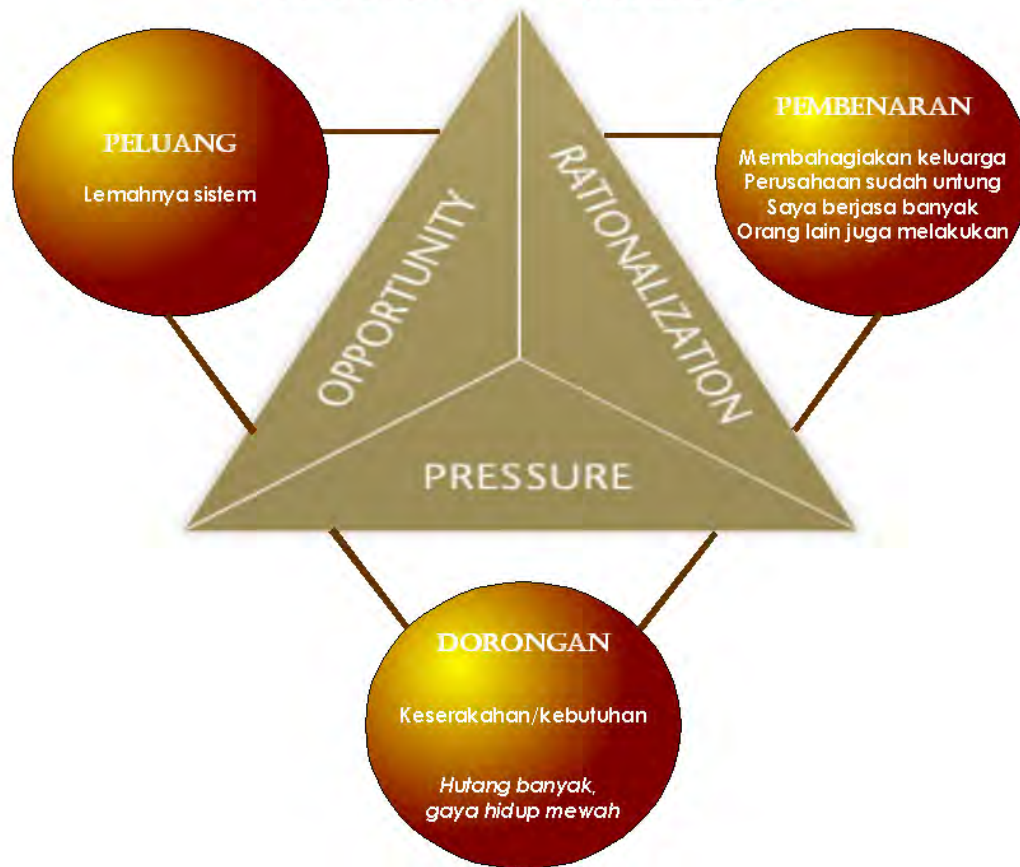 PELUANG
Lemahnya sistem
OPPORTUNITY
RATIONALIZATION
PEMBENARAN
Membahagiakan keluarga
Perusahaan sudah untung
Saya berjasa banyak
Orang lain juga melakukan
PRESSURE
DORONGAN
Keserakahan/kebutuhan
Hutang banyak,
gaya hidup mewah